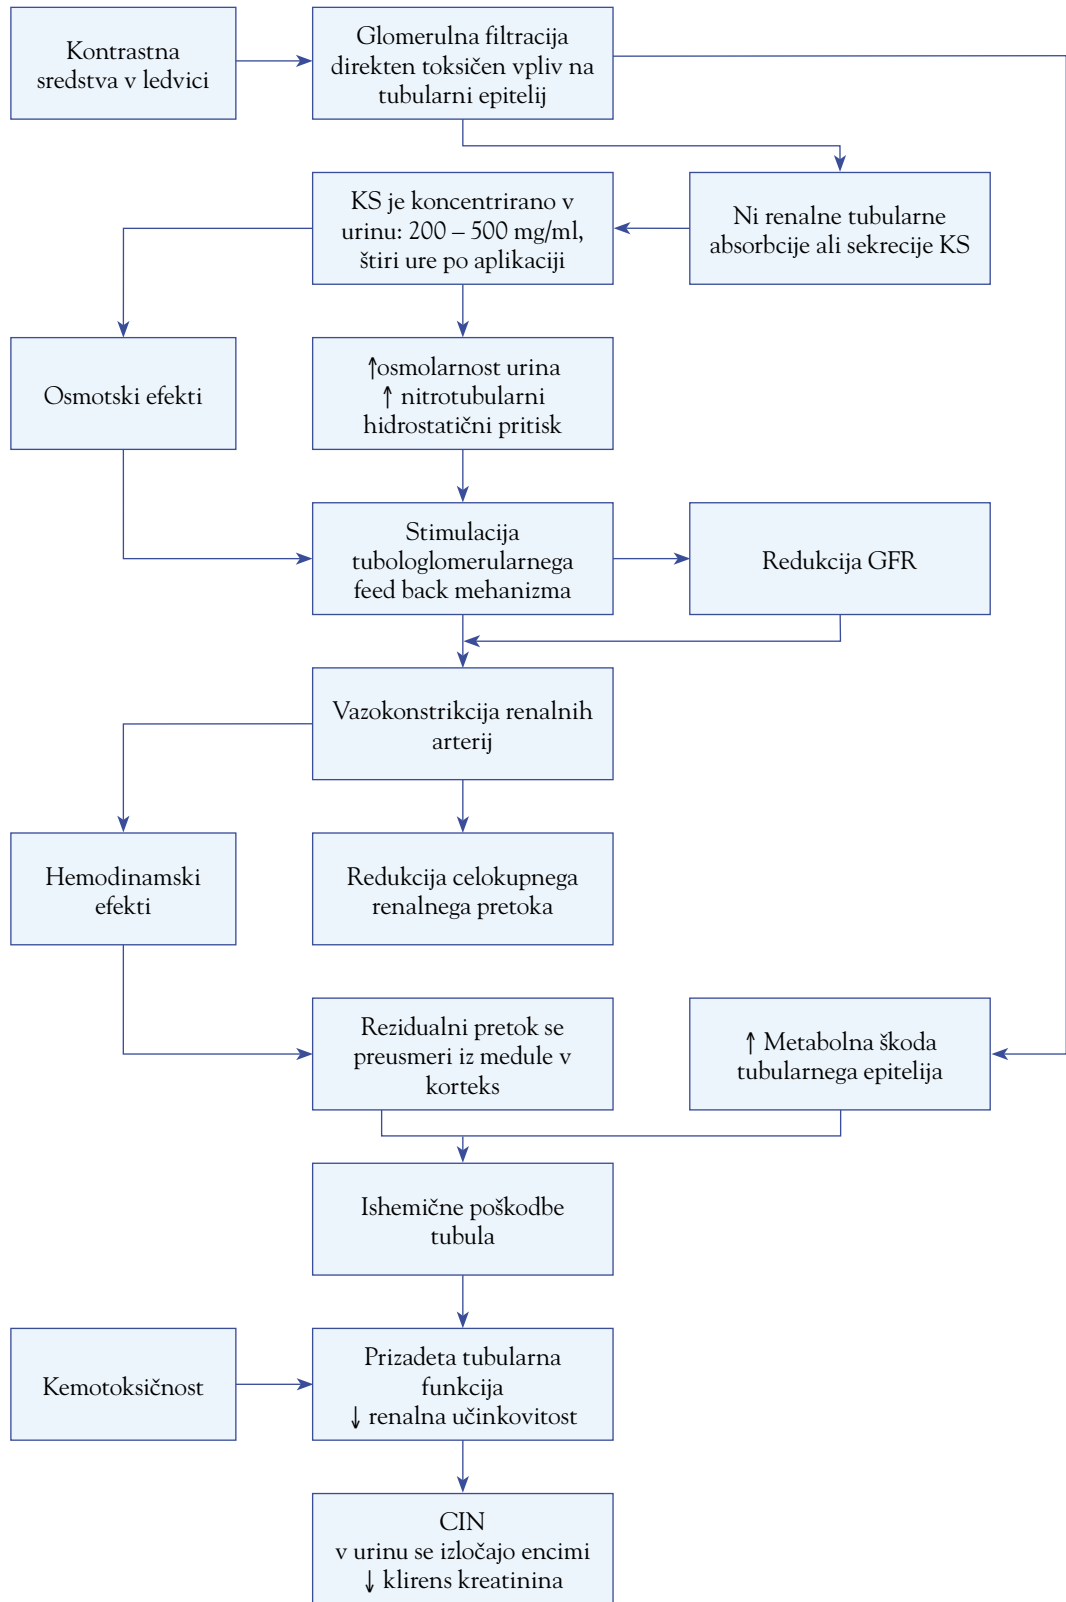 Kontrastna
sredstva v ledvici
Glomerulna filtracija
direkten toksičen vpliv na
tubularni epitelij
KS je koncentrirano v
urinu: 200 – 500 mg/ml,
štiri ure po aplikaciji
Ni renalne tubularne
absorbcije ali sekrecije KS
Osmotski efekti
↑osmolarnost urina
↑ nitrotubularni
hidrostatični pritisk
Stimulacija
tubologlomerularnega
feed back mehanizma
Redukcija GFR
Vazokonstrikcija renalnih
arterij
Hemodinamski
efekti
Redukcija celokupnega
renalnega pretoka
Rezidualni pretok se
preusmeri iz medule v
korteks
↑ Metabolna škoda
tubularnega epitelija
Ishemične poškodbe
tubula
Kemotoksičnost
Prizadeta tubularna
funkcija
↓ renalna učinkovitost
CIN
v urinu se izločajo encimi
↓ klirens kreatinina